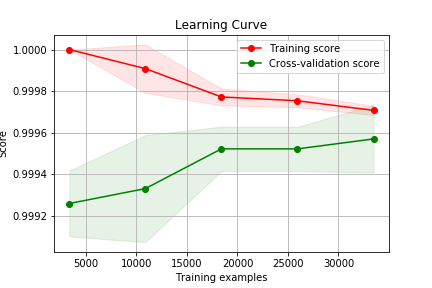 Learning Curve
Training score
Cross-validation score
1.0000
0.9998
0.9996
0.9994
0.9992
Score
5000 10000 15000 20000 25000 30000
Training examples